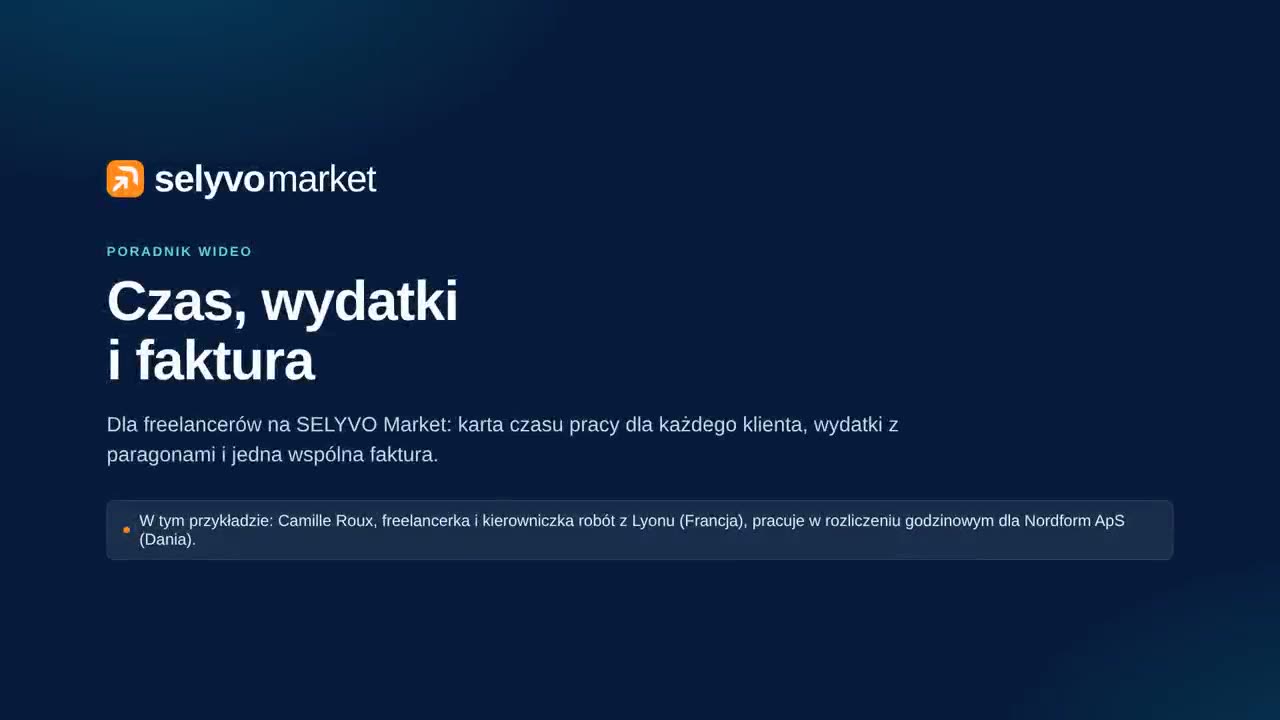 selyvomarket
PORADNIK WIDEO
Czas, wydatki
i faktura
Dla freelancerów na SELYVO Market: karta czasu pracy dla każdego klienta, wydatki z
paragonami i jedna wspólna faktura.
W tym przykładzie: Camille Roux, freelancerka i kierowniczka robót z Lyonu (Francja), pracuje w rozliczeniu godzinowym dla Nordform ApS
(Dania).